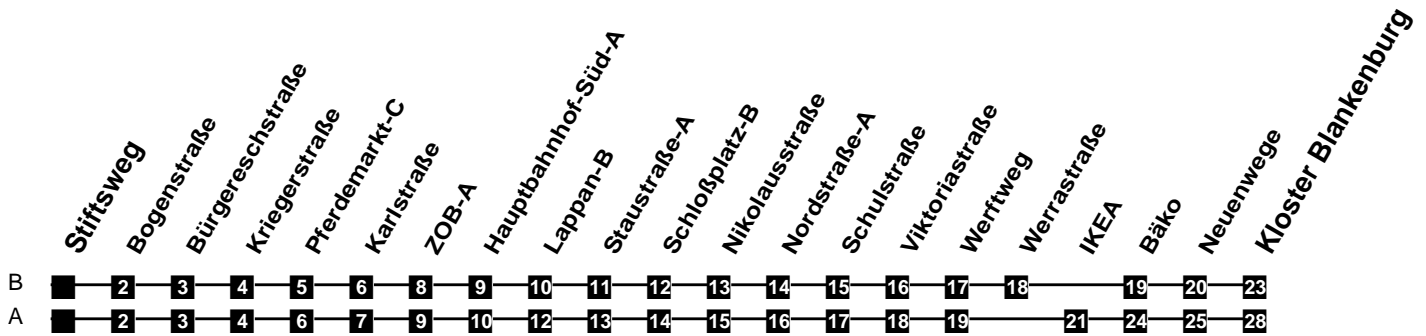 Stiftsweg
Bogenstraße
Bürgereschstraße
Kriegerstraße
Pferdemarkt-C
Karlstraße
ZOB-A
Hauptbahnhof-Süd-A
Lappan-B
Staustraße-A
Schloßplatz-B
Nikolausstraße
Nordstraße-A
Schulstraße
Viktoriastraße
Werftweg
Werrastraße
IKEA
Bäko
Neuenwege
Kloster Blankenburg
B 2 3 4 5 6 8 9 10 11 12 13 14 15 16 17 18 19 20 23
A 2 3 4 6 7 9 10 12 13 14 15 16 17 18 19 21 24 25 28